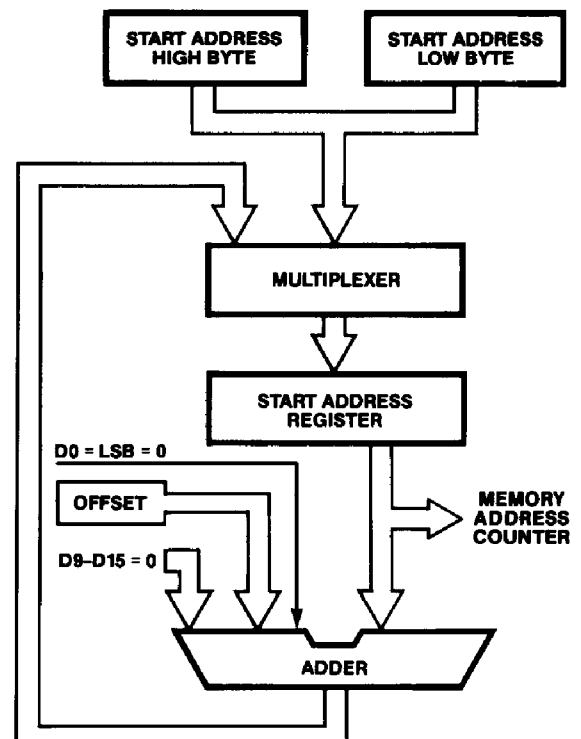 START ADDRESS
HIGH BYTE
START ADDRESS
LOW BYTE
MULTIPLEXER
START ADDRESS
REGISTER
D0 = LSB = 0
OFFSET
MEMORY
ADDRESS
COUNTER
D9–D15 = 0
ADDER